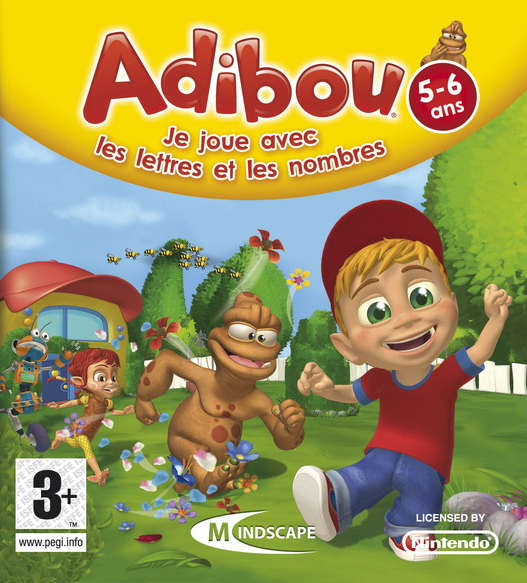 Adibou®
5-6
ans
Je joue avec
les lettres et les nombres
3+
TM
www.pegi.info
MINDSCAPE
LICENSED BY
Nintendo